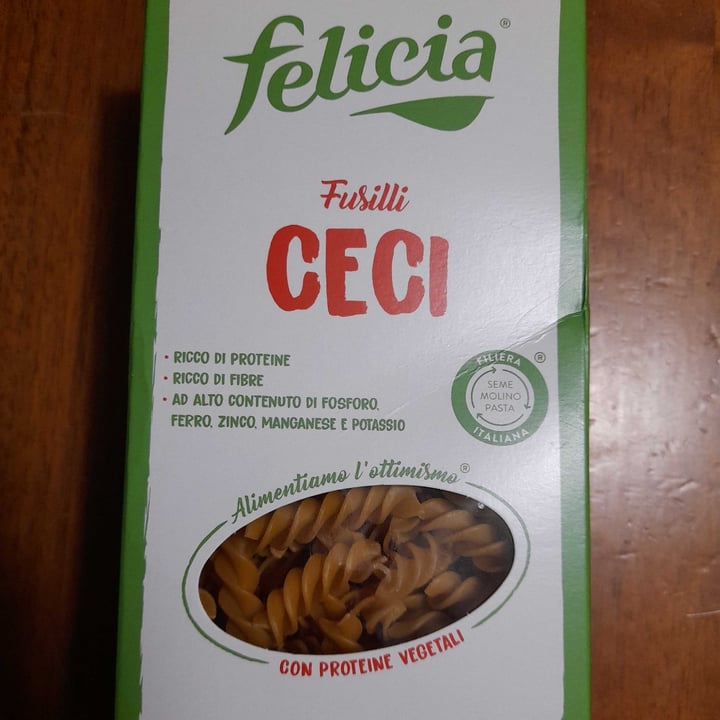 felicia®
Fusilli
CECI
• RICCO DI PROTEINE
• RICCO DI FIBRE
• AD ALTO CONTENUTO DI FOSFORO,
FERRO, ZINCO, MANGANESE E POTASSIO
FILIERA ®
SEME
MOLINO
PASTA
ITALIANA
Alimentiamo l'ottimismo®
CON PROTEINE VEGETALI